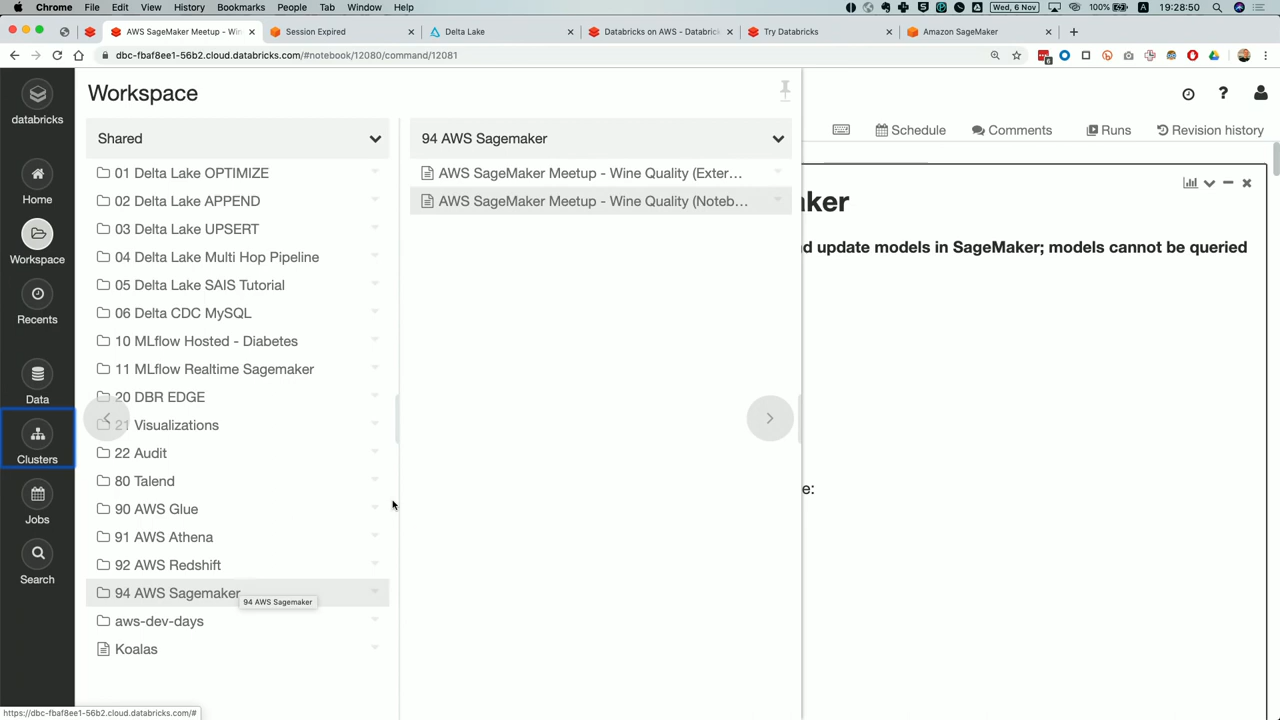 Chrome File Edit View History Bookmarks People Tab Window Help
100% Wed, 6 Nov 19:28:50
AWS SageMaker Meetup - Win
Session Expired
Delta Lake
Databricks on AWS - Databric
Try Databricks
Amazon SageMaker
dbc-fbaf8ee1-56b2.cloud.databricks.com/#notebook/12080/command/12081
databricks
Home
Workspace
Recents
Data
Clusters
Jobs
Search
Workspace
Shared
01 Delta Lake OPTIMIZE
02 Delta Lake APPEND
03 Delta Lake UPSERT
04 Delta Lake Multi Hop Pipeline
05 Delta Lake SAIS Tutorial
06 Delta CDC MySQL
10 MLflow Hosted - Diabetes
11 MLflow Realtime Sagemaker
20 DBR EDGE
21 Visualizations
22 Audit
80 Talend
90 AWS Glue
91 AWS Athena
92 AWS Redshift
94 AWS Sagemaker
94 AWS Sagemaker
aws-dev-days
Koalas
94 AWS Sagemaker
AWS SageMaker Meetup - Wine Quality (Exter...
AWS SageMaker Meetup - Wine Quality (Noteb...
?
Schedule Comments Runs Revision history
ker
d update models in SageMaker; models cannot be queried
e:
https://dbc-fbaf8ee1-56b2.cloud.databricks.com/#